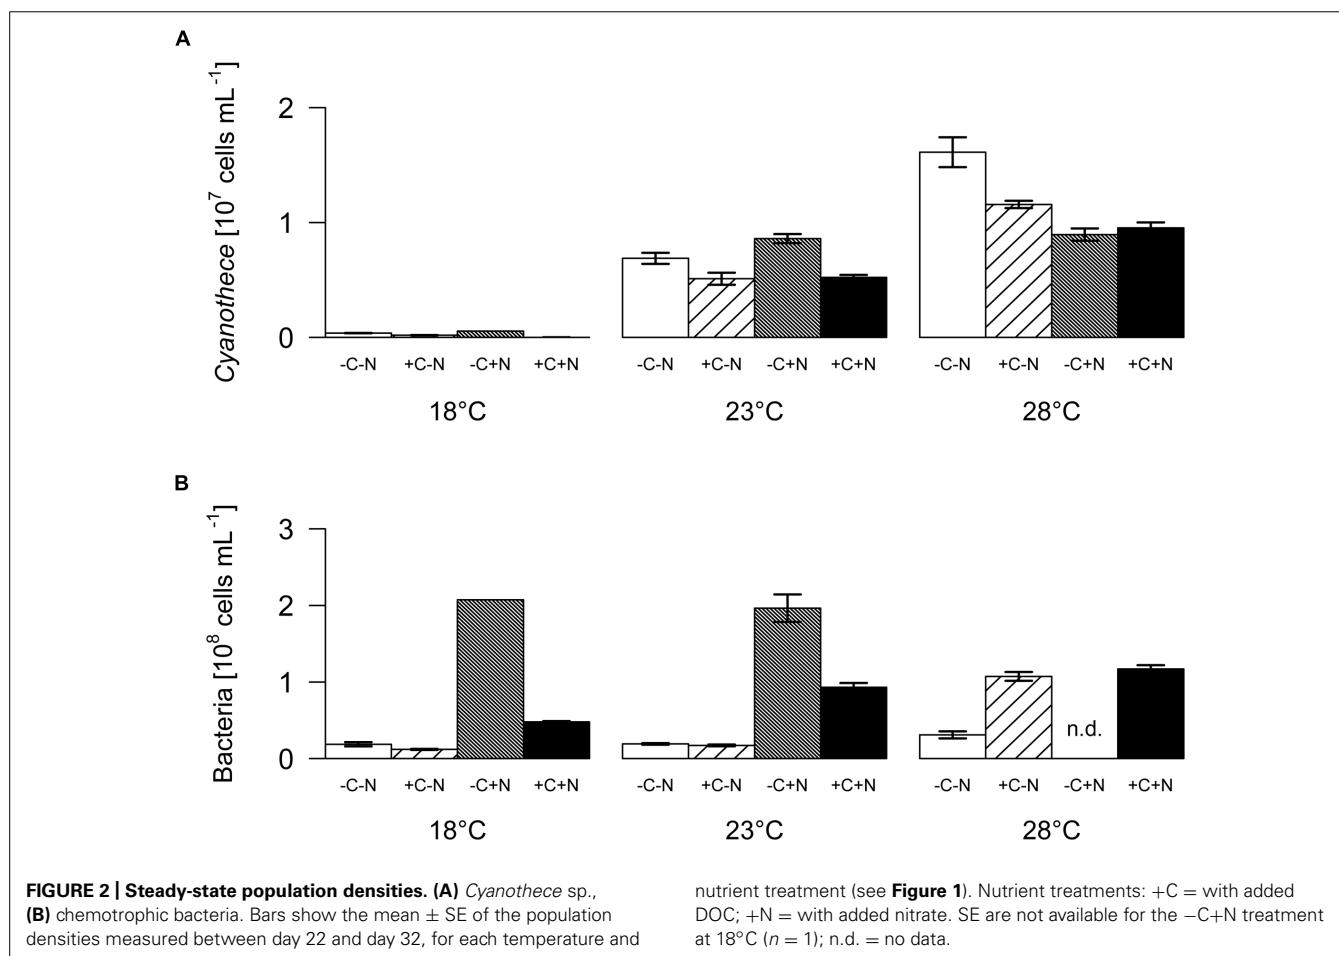 A
Cyanothece [10^7 cells mL^-1]
2
1
0
-C-N +C-N -C+N +C+N -C-N +C-N -C+N +C+N -C-N +C-N -C+N +C+N
18°C 23°C 28°C
B
Bacteria [10^8 cells mL^-1]
3
2
1
0
n.d.
-C-N +C-N -C+N +C+N -C-N +C-N -C+N +C+N -C-N +C-N -C+N +C+N
18°C 23°C 28°C
FIGURE 2 | Steady-state population densities. (A) Cyanothece sp.,
(B) chemotrophic bacteria. Bars show the mean ± SE of the population
densities measured between day 22 and day 32, for each temperature and
nutrient treatment (see Figure 1). Nutrient treatments: +C = with added
DOC; +N = with added nitrate. SE are not available for the −C+N treatment
at 18°C (n = 1); n.d. = no data.